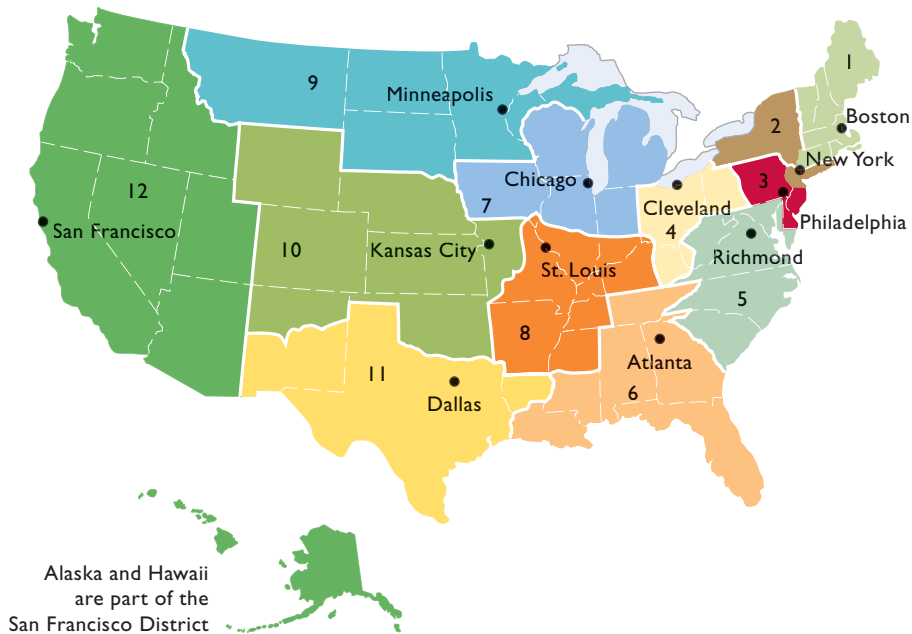 1
9
Minneapolis
2
Boston
New York
12
Chicago
7
3
San Francisco
Cleveland
4
Philadelphia
10
Kansas City
St. Louis
Richmond
5
8
Atlanta
11
6
Dallas
Alaska and Hawaii
are part of the
San Francisco District